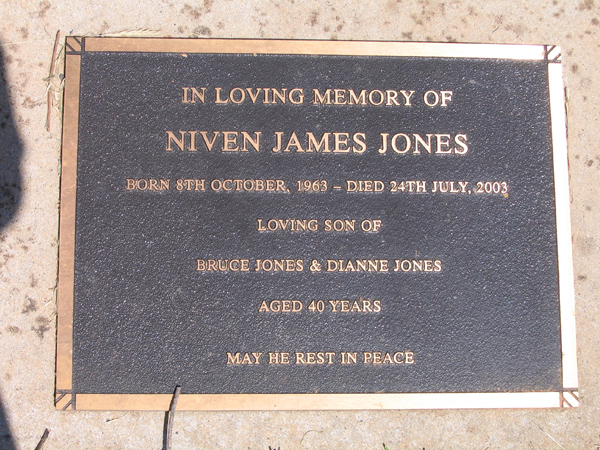 IN LOVING MEMORY OF
NIVEN JAMES JONES
BORN 8TH OCTOBER, 1963 – DIED 24TH JULY, 2003
LOVING SON OF
BRUCE JONES & DIANNE JONES
AGED 40 YEARS
MAY HE REST IN PEACE